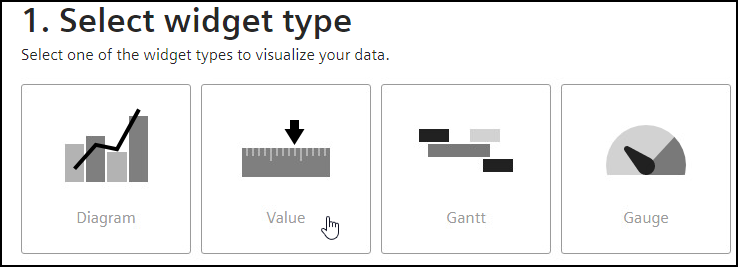 1. Select widget type
Select one of the widget types to visualize your data.
Diagram
Value
Gantt
Gauge